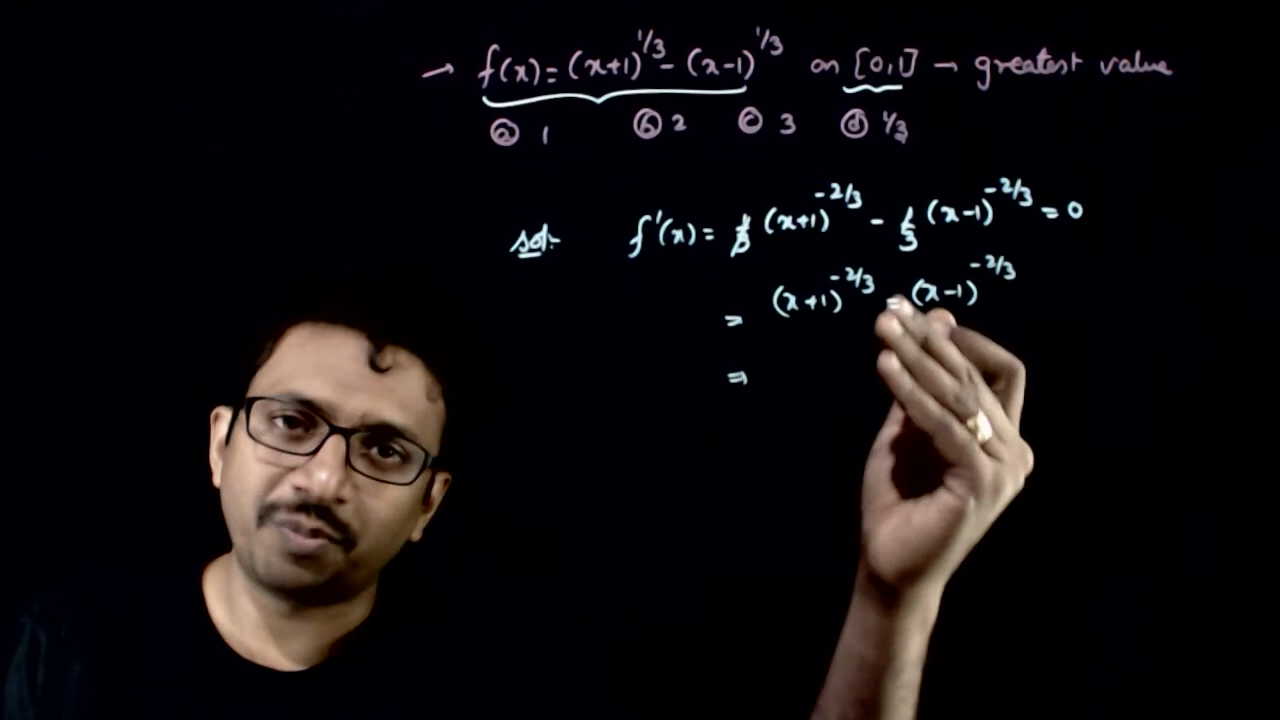 → f(x) = (x+1)^{1/3} - (x-1)^{1/3} on [0,1] → greatest value
ⓐ 1 ⓑ 2 ⓒ 3 ⓓ 1/3
Sol: f'(x) = 1/3 (x+1)^{-2/3} - 1/3 (x-1)^{-2/3} = 0
⇒ (x+1)^{-2/3} = (x-1)^{-2/3}
⇒